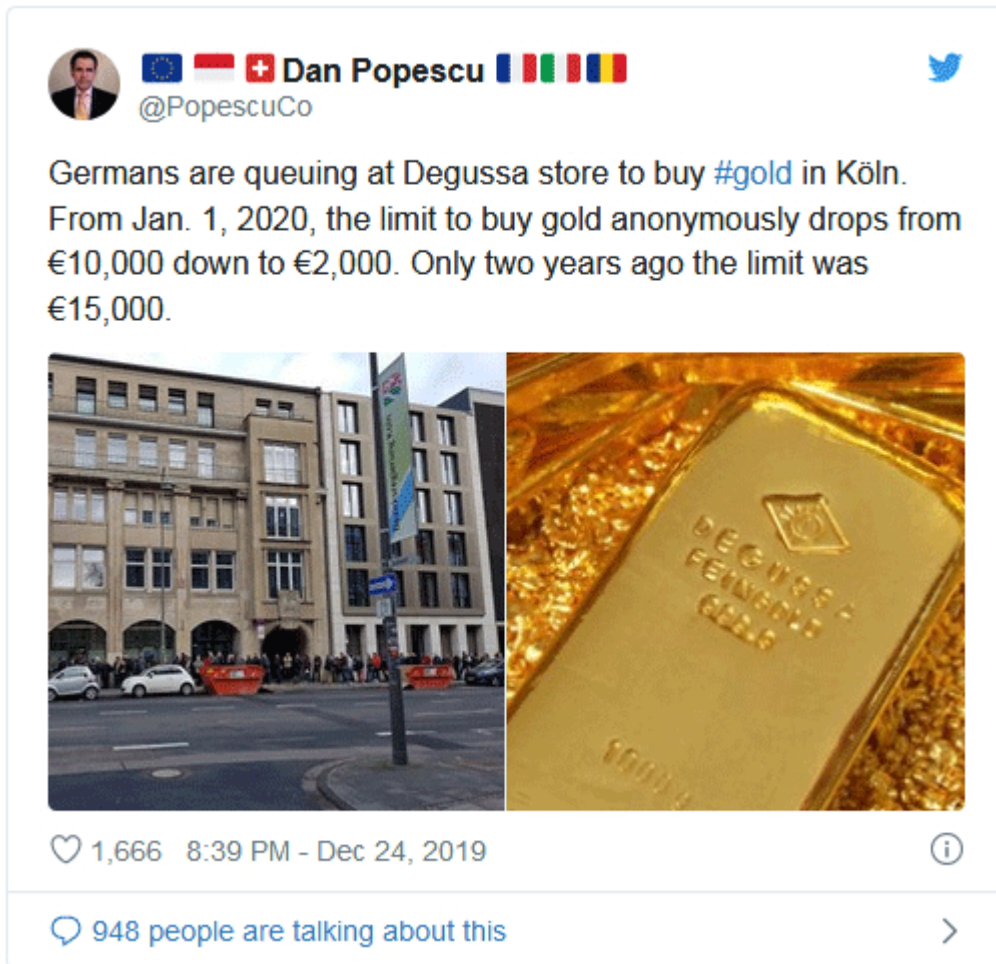 Dan Popescu
@PopescuCo
Germans are queuing at Degussa store to buy #gold in Köln.
From Jan. 1, 2020, the limit to buy gold anonymously drops from
€10,000 down to €2,000. Only two years ago the limit was
€15,000.
DEGUSSA
FEINGOLD
1000 g
1,666 8:39 PM - Dec 24, 2019
948 people are talking about this